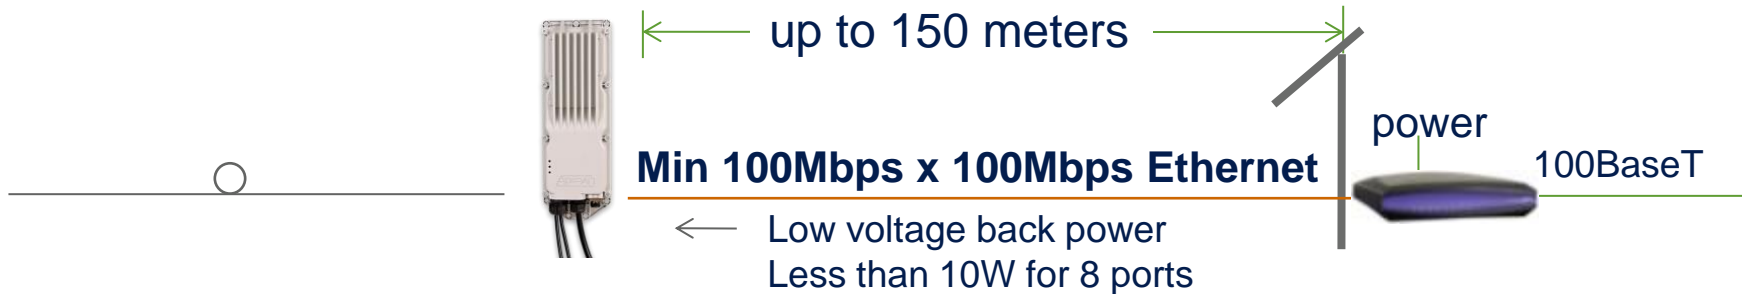 up to 150 meters
power
Min 100Mbps x 100Mbps Ethernet
100BaseT
Low voltage back power
Less than 10W for 8 ports